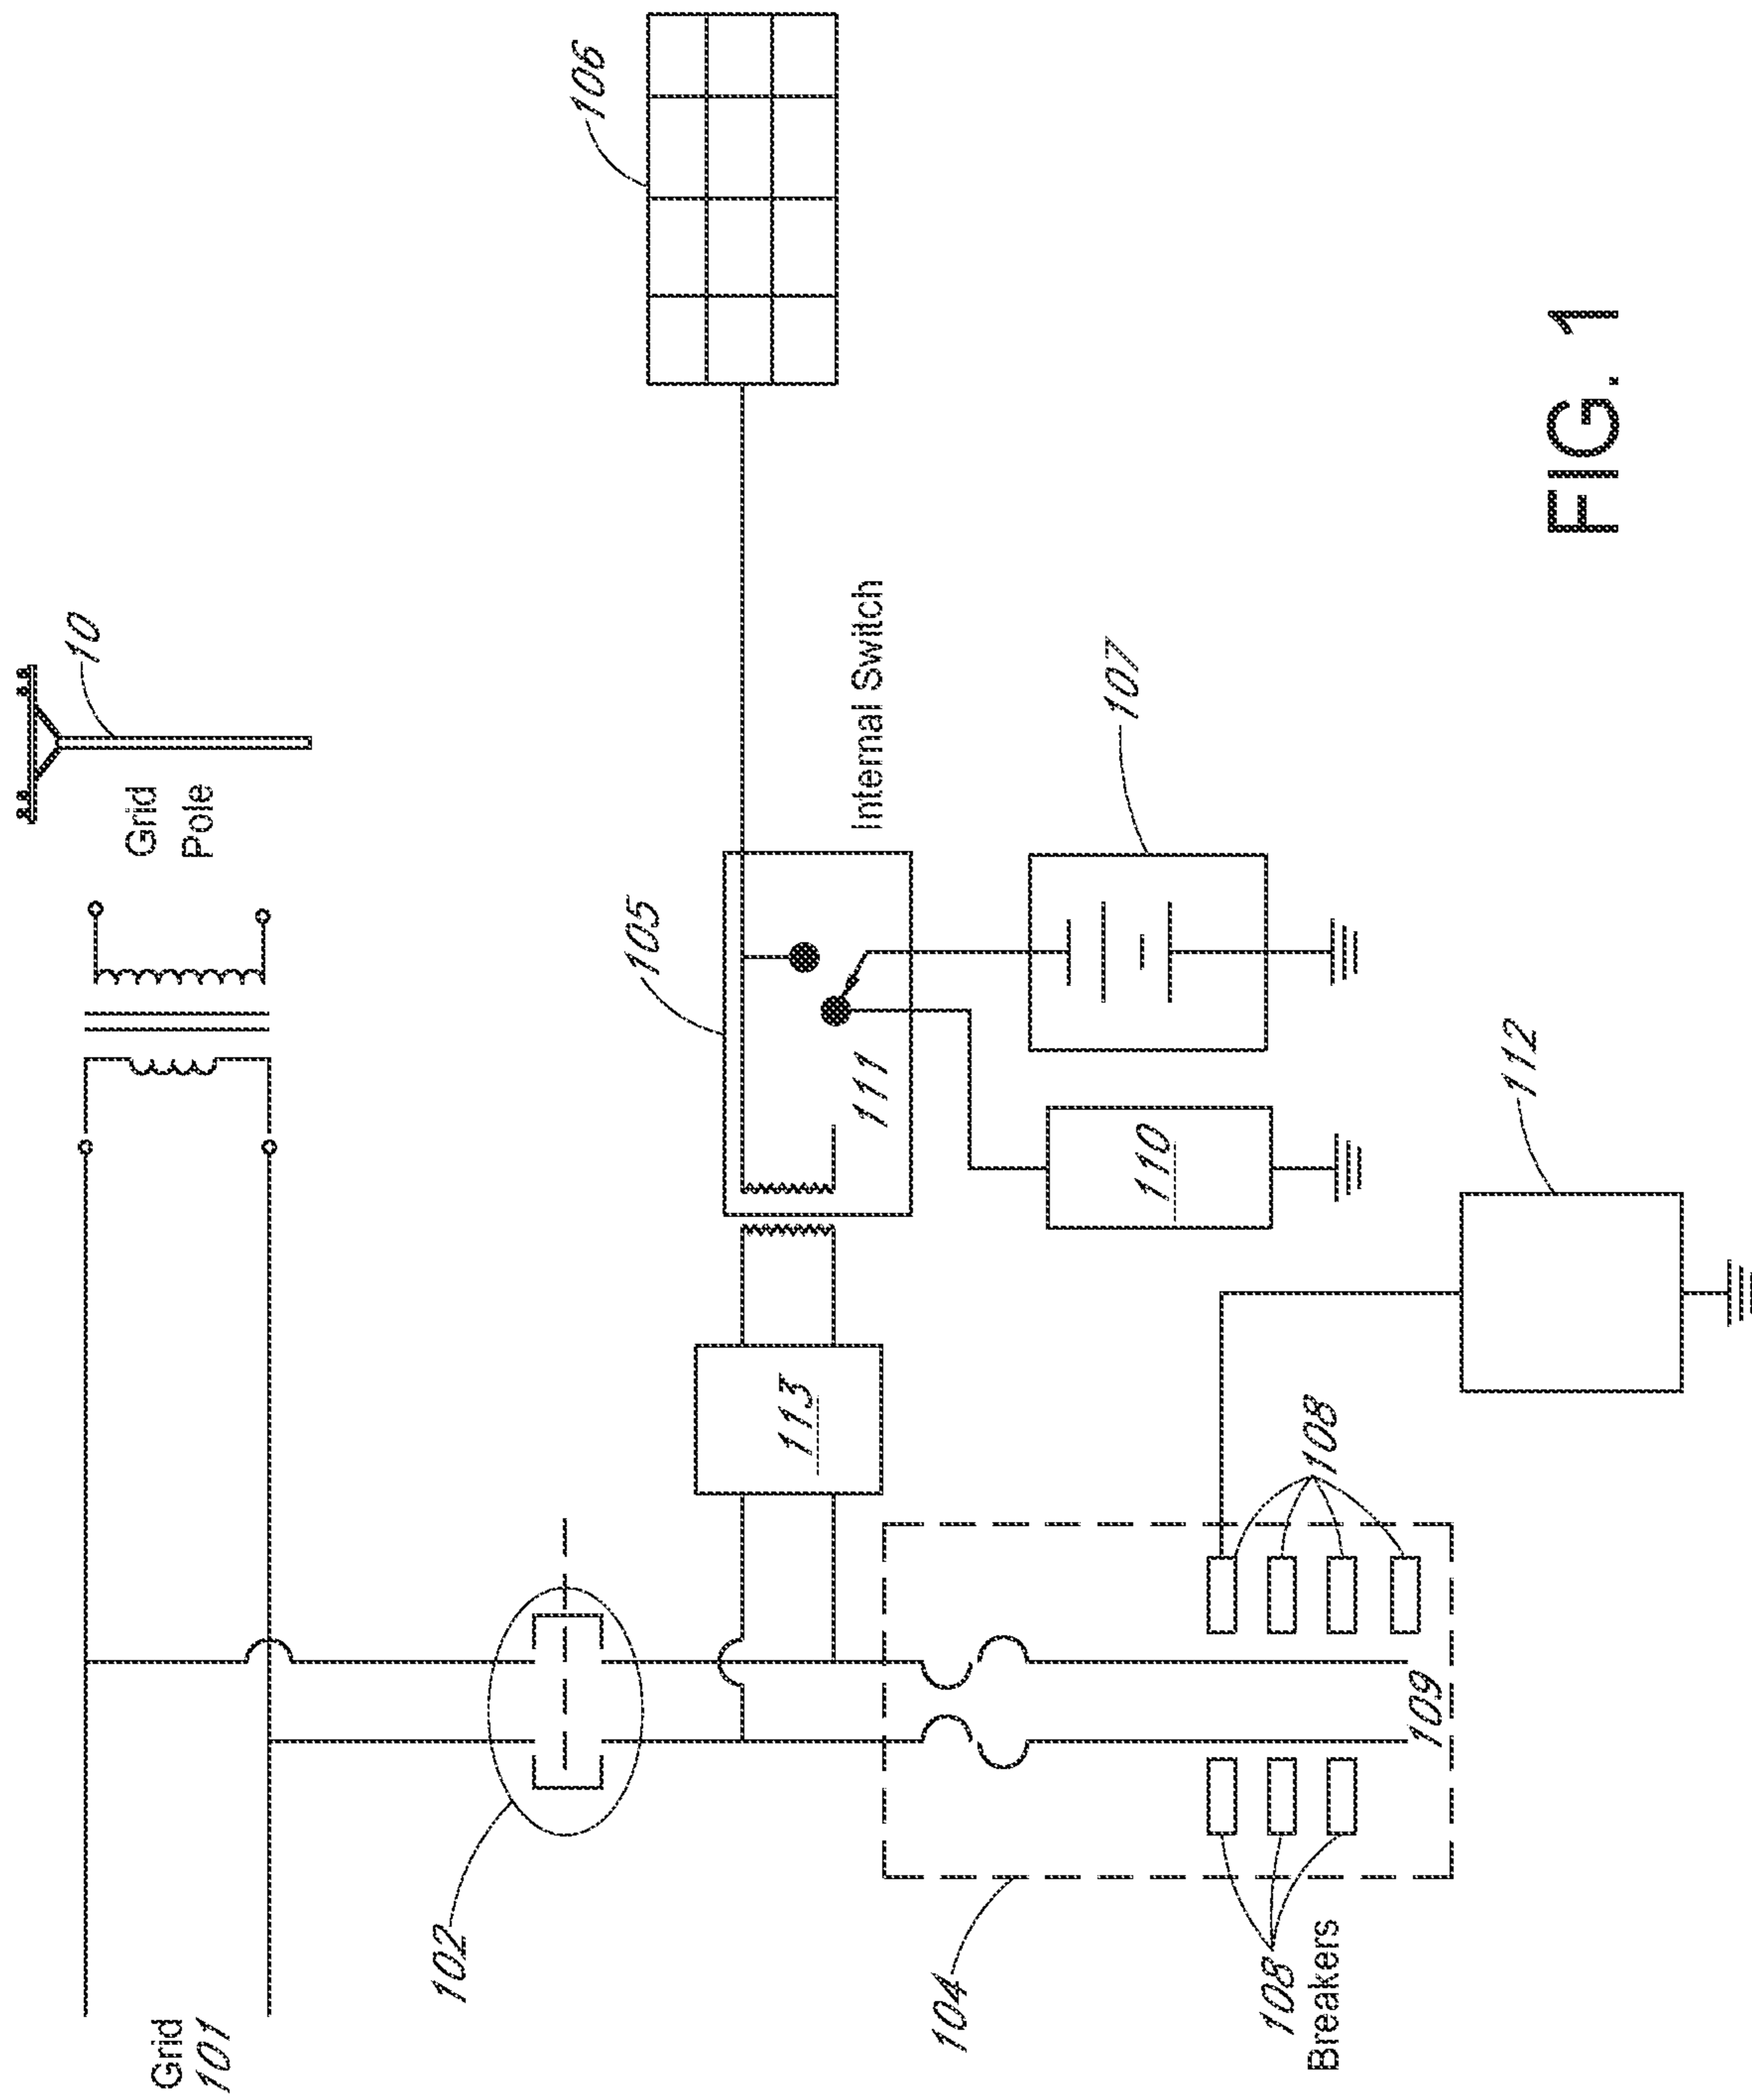 10
Grid
Pole
106
Grid
101
102
105
Internal Switch
111
107
113
110
112
104
108
108
Breakers
109
FIG. 1